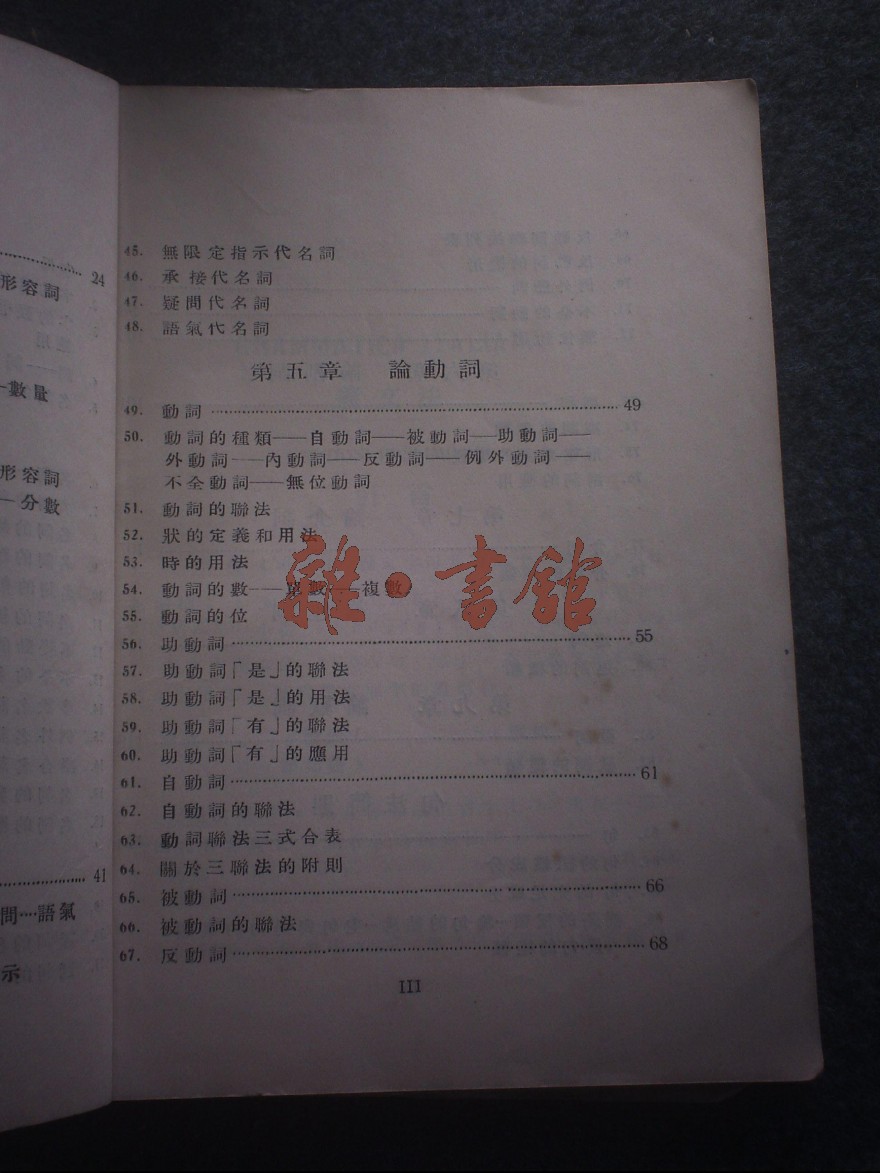 24
形容詞
數量
形容詞
分數
41
問…語氣
示
45. 無限定指示代名詞
46. 承接代名詞
47. 疑問代名詞
48. 語氣代名詞
第五章 論動詞
49. 動詞 …… 49
50. 動詞的種類——自動詞——被動詞——助動詞——
外動詞——內動詞——反動詞——例外動詞——
不全動詞——無位動詞
51. 動詞的聯法
52. 狀的定義和用法
53. 時的用法
54. 動詞的數——單數——複數
55. 動詞的位
56. 助動詞 …… 55
57. 助動詞「是」的聯法
58. 助動詞「是」的用法
59. 助動詞「有」的聯法
60. 助動詞「有」的應用
61. 自動詞 …… 61
62. 自動詞的聯法
63. 動詞聯法三式合表
64. 關於三聯法的附則
65. 被動詞 …… 66
66. 被動詞的聯法
67. 反動詞 …… 68
III
雜·書館